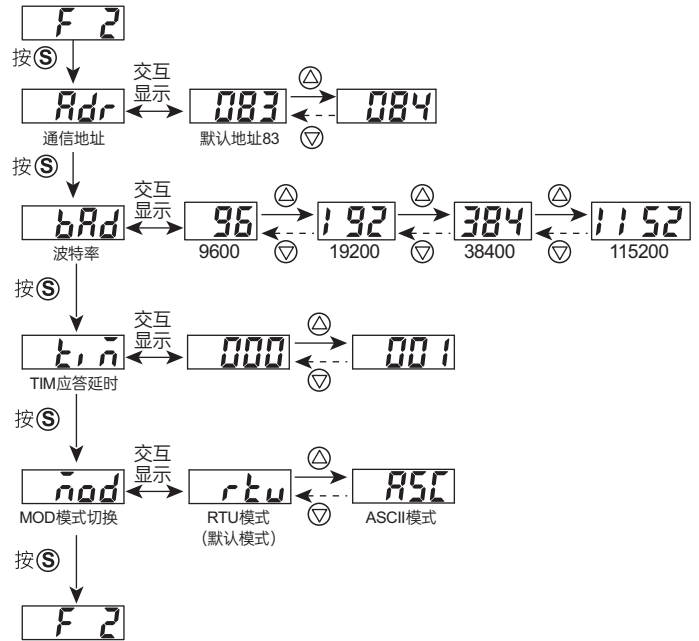 F 2
按Ⓢ
交互
显示
Adr
083
084
通信地址
默认地址83
按Ⓢ
交互
显示
bAd
96
192
384
1152
波特率
9600
19200
38400
115200
按Ⓢ
交互
显示
tim
000
001
TIM应答延时
按Ⓢ
交互
显示
mod
rtu
ASC
MOD模式切换
RTU模式
(默认模式)
ASCII模式
按Ⓢ
F 2